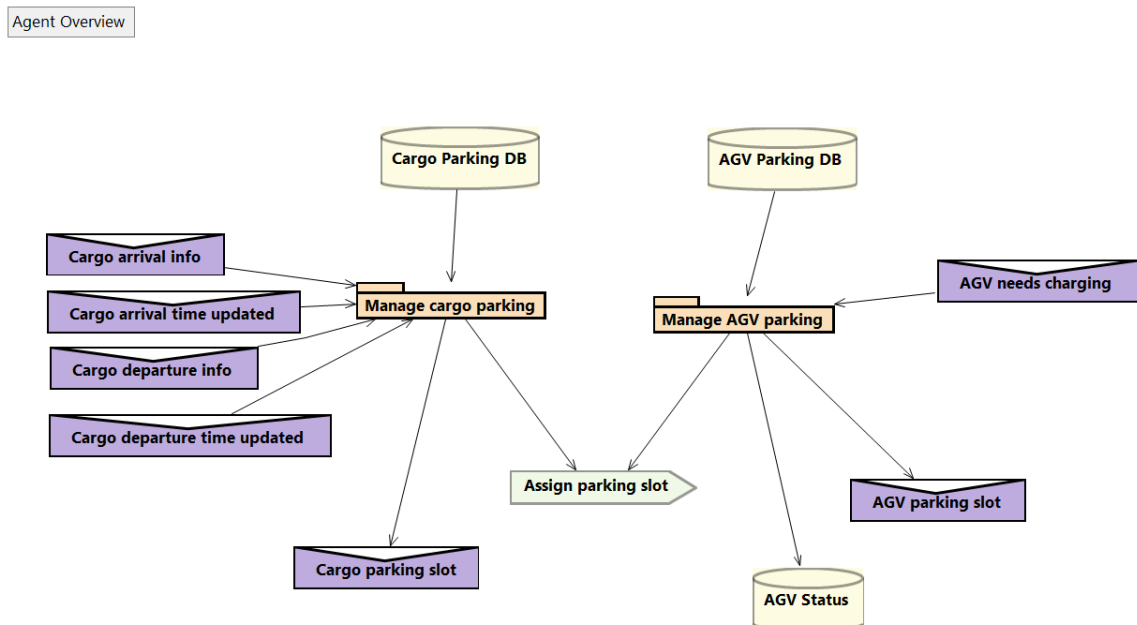 Agent Overview
Cargo Parking DB
AGV Parking DB
Cargo arrival info
AGV needs charging
Manage cargo parking
Cargo arrival time updated
Manage AGV parking
Cargo departure info
Cargo departure time updated
Assign parking slot
AGV parking slot
Cargo parking slot
AGV Status